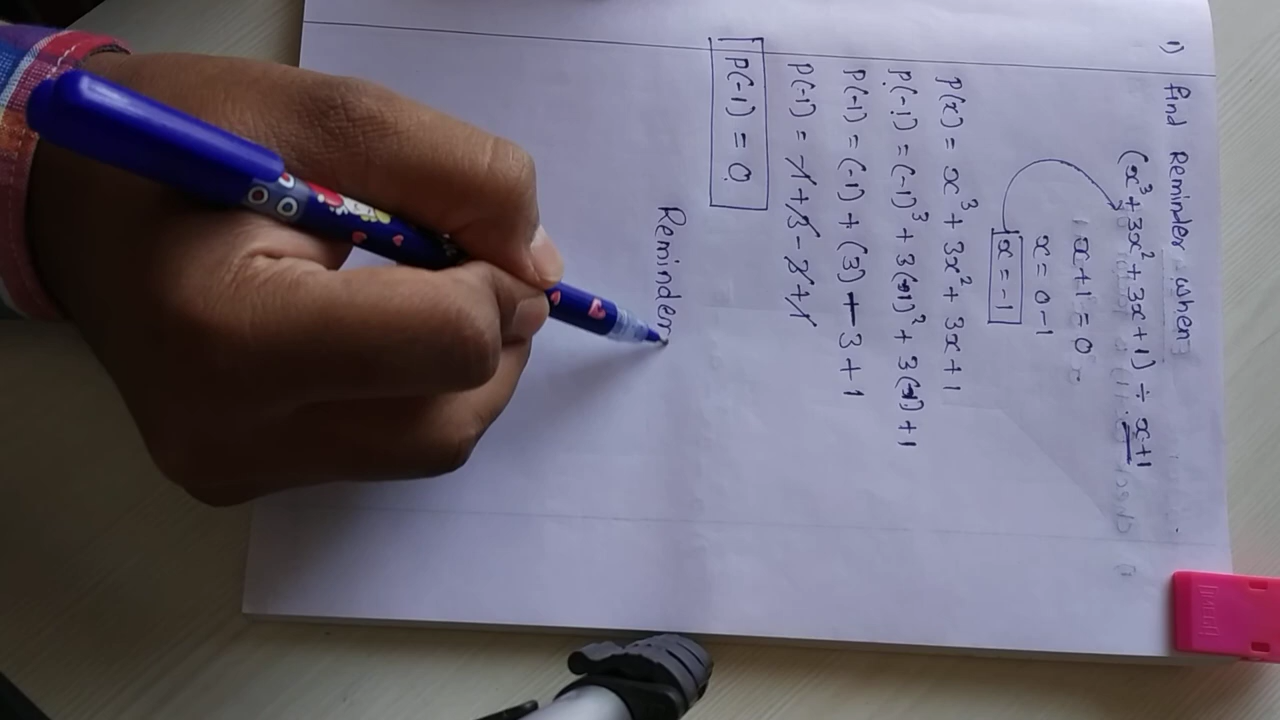 1) find Reminder when
(x³ + 3x² + 3x + 1) ÷ x+1
x + 1 = 0
x = 0 - 1
x = -1
P(x) = x³ + 3x² + 3x + 1
P(-1) = (-1)³ + 3(-1)² + 3(-1) + 1
P(-1) = (-1) + (3) - 3 + 1
P(-1) = -1 + 3 - 3 + 1
P(-1) = 0
Reminder